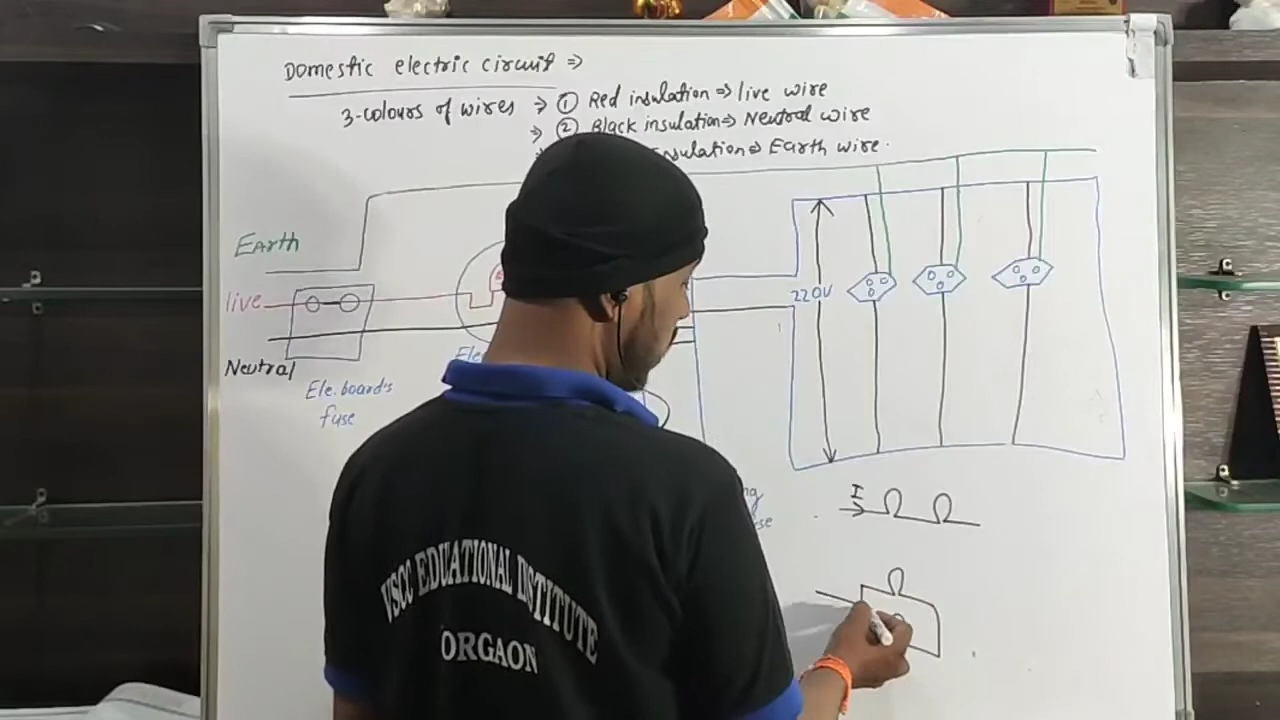 Domestic electric circuit ⇒
3-colours of wires ⇒ ① Red insulation ⇒ live wire
⇒ ② Black insulation ⇒ Neutral wire
insulation ⇒ Earth wire.
Earth
live
Neutral
Ele. board's
fuse
220V
I
VSCC EDUATIONAL INSTITUTE
ORGAON